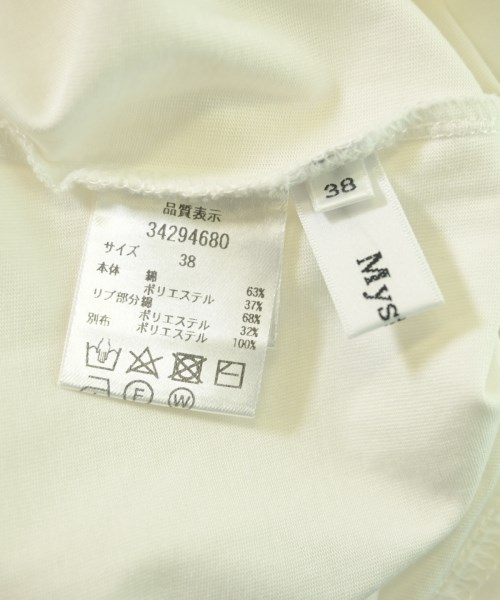 品質表示
34294680
サイズ 38
本体 綿 63%
ポリエステル 37%
リブ部分 綿 68%
ポリエステル 32%
別布 ポリエステル 100%
F W
38
Mys